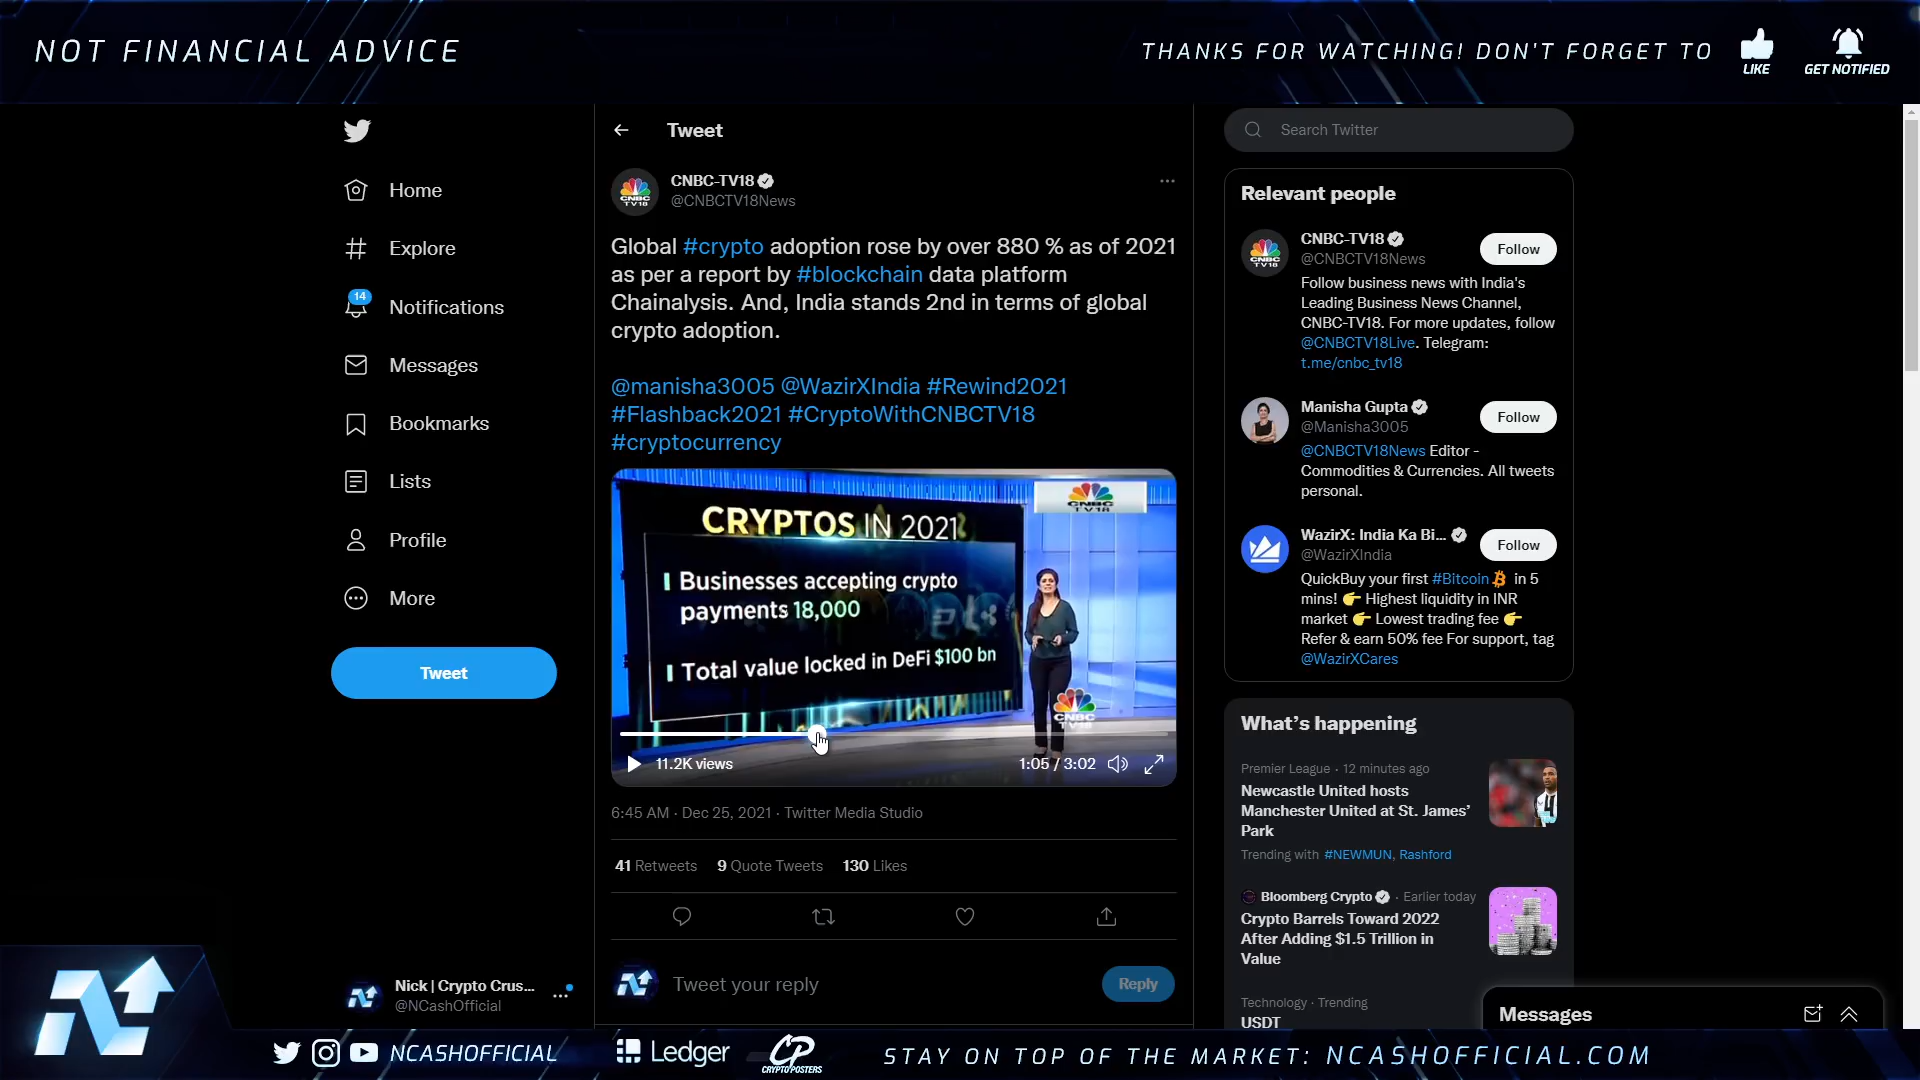 NOT FINANCIAL ADVICE
THANKS FOR WATCHING! DON'T FORGET TO
LIKE
GET NOTIFIED
Home
Explore
14
Notifications
Messages
Bookmarks
Lists
Profile
More
Tweet
Nick | Crypto Crus...
@NCashOfficial
Tweet
CNBC-TV18
@CNBCTV18News
Global #crypto adoption rose by over 880 % as of 2021
as per a report by #blockchain data platform
Chainalysis. And, India stands 2nd in terms of global
crypto adoption.
@manisha3005 @WazirXIndia #Rewind2021
#Flashback2021 #CryptoWithCNBCTV18
#cryptocurrency
CRYPTOS IN 2021
CNBC
TV18
Businesses accepting crypto
payments 18,000
Total value locked in DeFi $100 bn
CNBC
TV18
11.2K views
1:05 / 3:02
6:45 AM · Dec 25, 2021 · Twitter Media Studio
41 Retweets 9 Quote Tweets 130 Likes
Tweet your reply
Reply
Search Twitter
Relevant people
CNBC-TV18
@CNBCTV18News
Follow
Follow business news with India's
Leading Business News Channel,
CNBC-TV18. For more updates, follow
@CNBCTV18Live. Telegram:
t.me/cnbc_tv18
Manisha Gupta
@Manisha3005
Follow
@CNBCTV18News Editor -
Commodities & Currencies. All tweets
personal.
WazirX: India Ka Bi...
@WazirXIndia
Follow
QuickBuy your first #Bitcoin in 5
mins! 👉 Highest liquidity in INR
market 👉 Lowest trading fee 👉
Refer & earn 50% fee For support, tag
@WazirXCares
What's happening
Premier League · 12 minutes ago
Newcastle United hosts
Manchester United at St. James'
Park
Trending with #NEWMUN, Rashford
Bloomberg Crypto · Earlier today
Crypto Barrels Toward 2022
After Adding $1.5 Trillion in
Value
Technology · Trending
USDT
Messages
NCASHOFFICIAL
Ledger
CP
CRYPTOPOSTERS
STAY ON TOP OF THE MARKET: NCASHOFFICIAL.COM